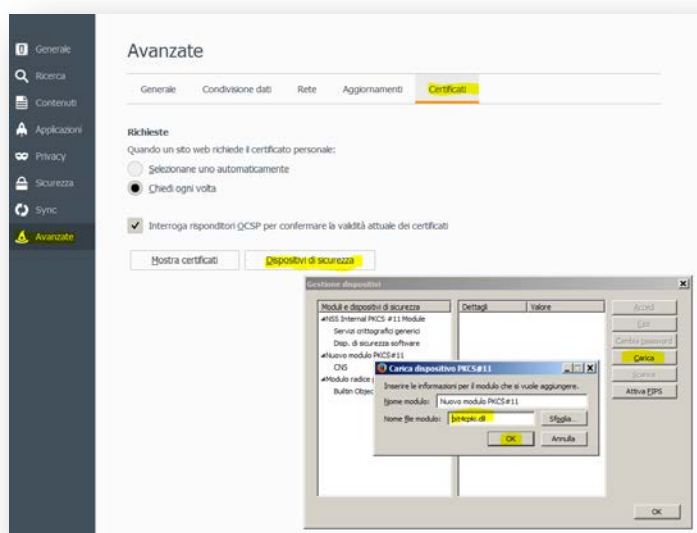 Generale
Ricerca
Contenuti
Applicazioni
Privacy
Sicurezza
Sync
Avanzate
Avanzate
Generale Condivisione dati Rete Aggiornamenti Certificati
Richieste
Quando un sito web richiede il certificato personale:
Selezionane uno automaticamente
Chiedi ogni volta
Interroga risponditori OCSP per confermare la validità attuale dei certificati
Mostra certificati Dispositivi di sicurezza
Gestione dispositivi
Moduli e dispositivi di sicurezza Dettagli Valore
NSS Internal PKCS #11 Module
Servizi crittografici generici
Disp. di sicurezza software
Nuovo modulo PKCS#11
CNS
Modulo radice
Builtin Objec
Accedi
Esci
Cambia password
Carica
Scarica
Attiva FIPS
Carica dispositivo PKCS#11
Inserire le informazioni per il modulo che si vuole aggiungere.
Nome modulo: Nuovo modulo PKCS#11
Nome file modulo: Sfoglia...
OK Annulla
OK